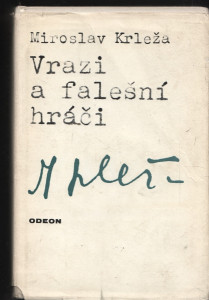 Miroslav Krleža
Vrazi
a falešní
hráči
ODEON